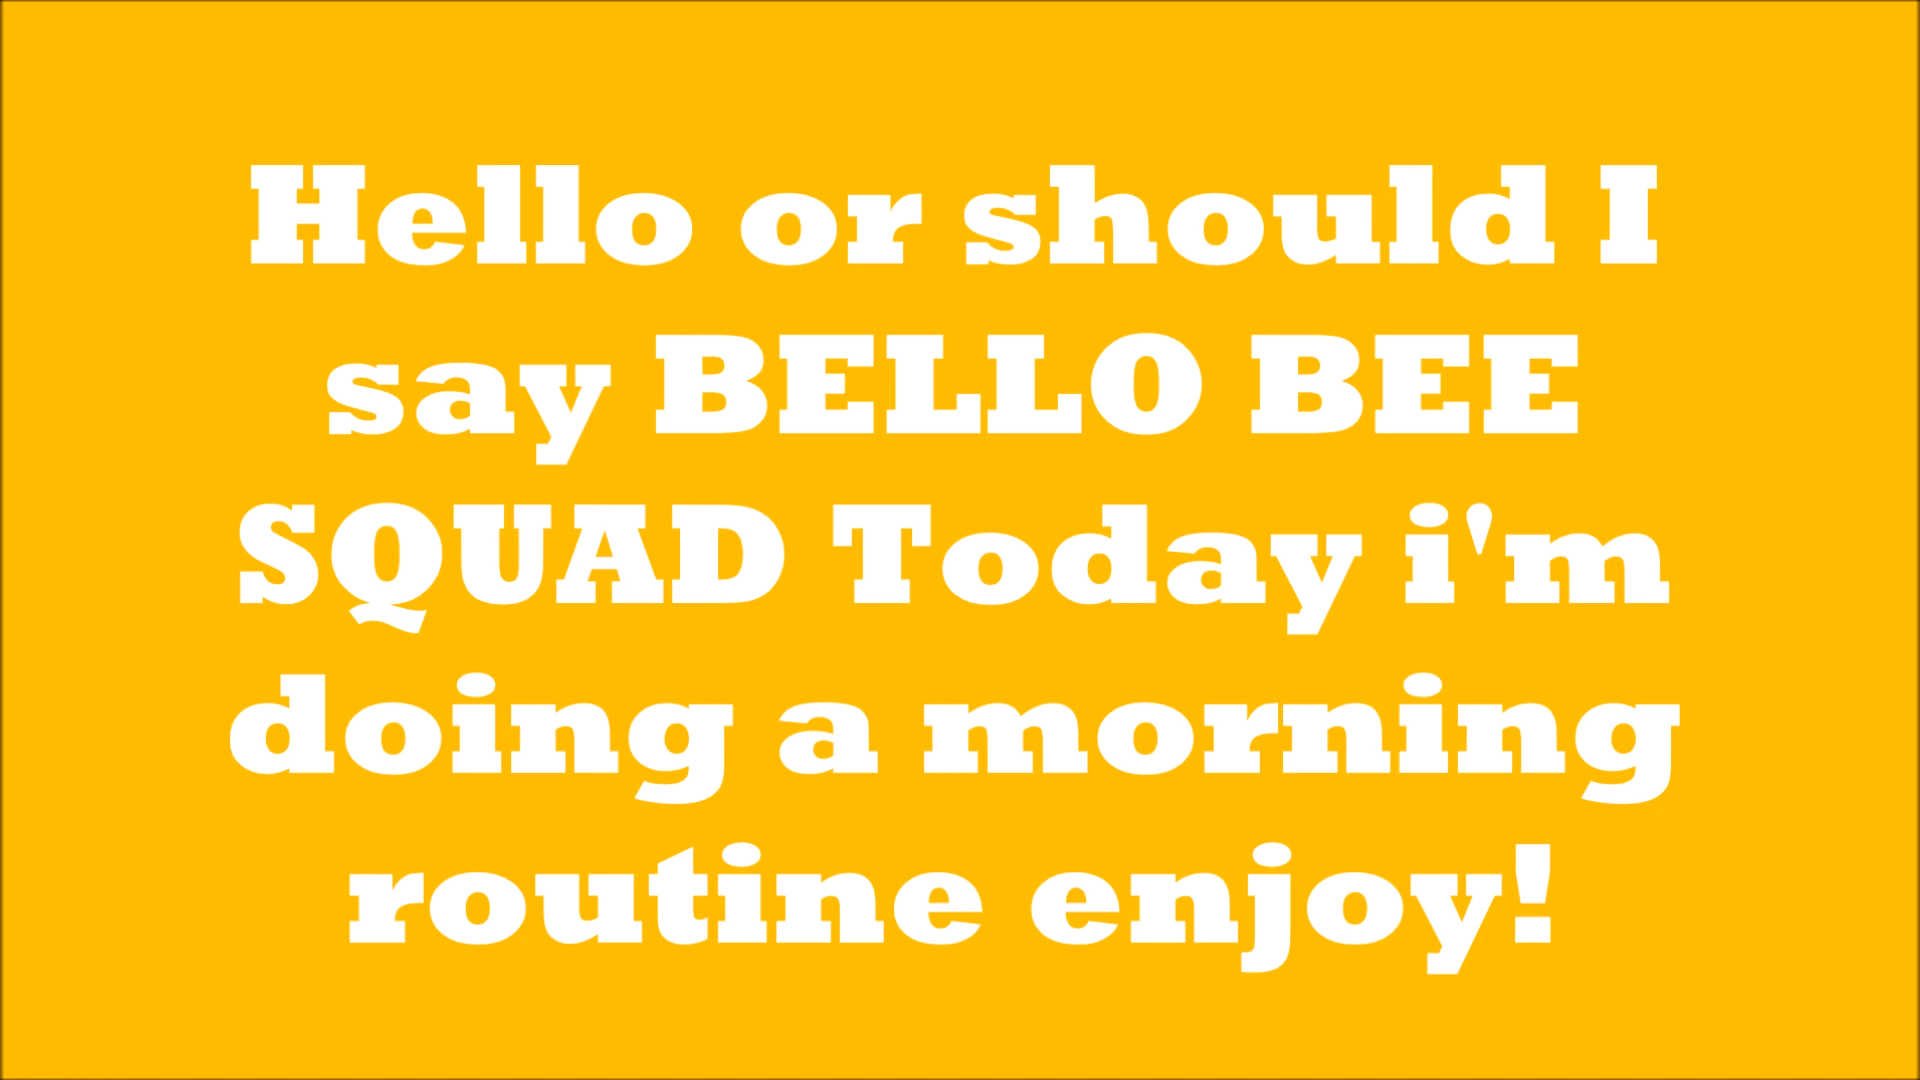 Hello or should I
say BELLO BEE
SQUAD Today i'm
doing a morning
routine enjoy!